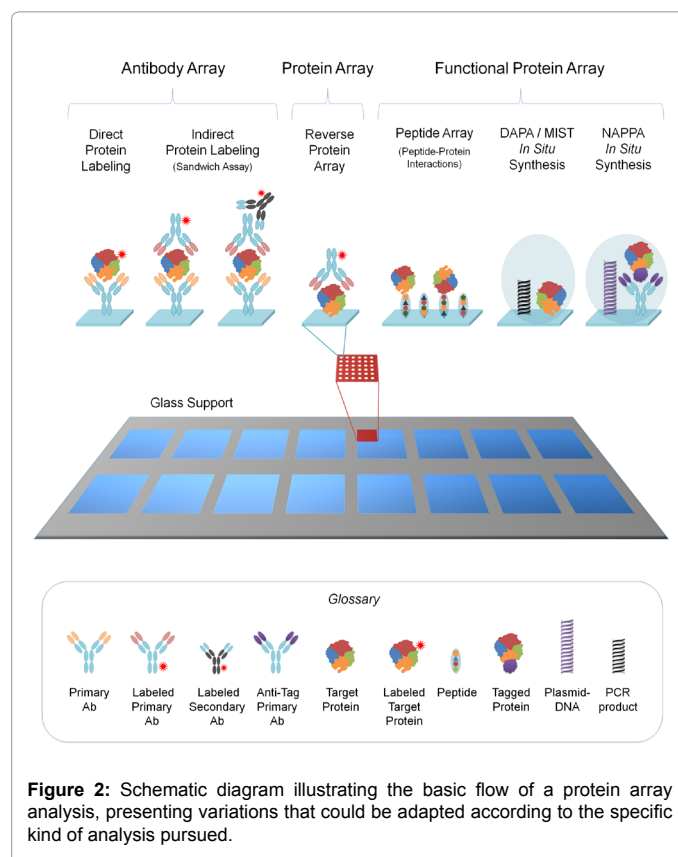 Antibody Array
Protein Array
Functional Protein Array
Direct
Protein
Labeling
Indirect
Protein Labeling
(Sandwich Assay)
Reverse
Protein
Array
Peptide Array
(Peptide-Protein
Interactions)
DAPA / MIST
In Situ
Synthesis
NAPPA
In Situ
Synthesis
Glass Support
Glossary
Primary
Ab
Labeled
Primary
Ab
Labeled
Secondary
Ab
Anti-Tag
Primary
Ab
Target
Protein
Labeled
Target
Protein
Peptide
Tagged
Protein
Plasmid-
DNA
PCR
product
Figure 2: Schematic diagram illustrating the basic flow of a protein array
analysis, presenting variations that could be adapted according to the specific
kind of analysis pursued.